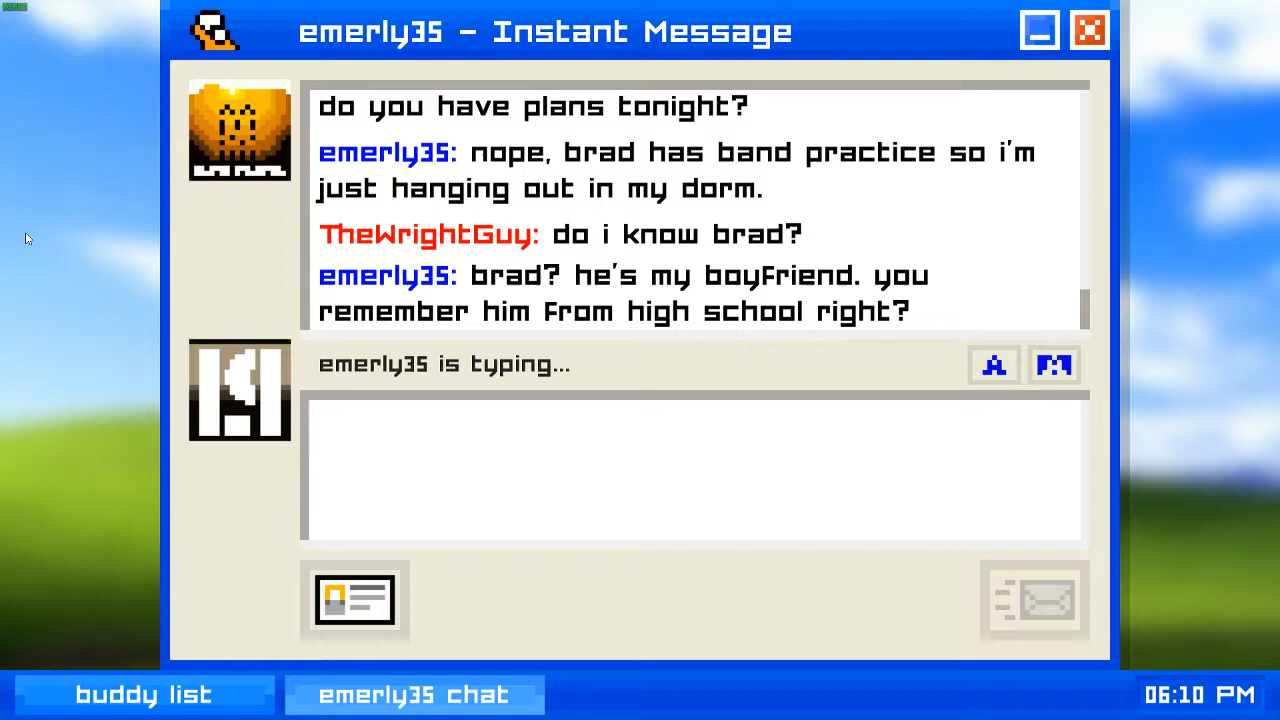 emerly35 - Instant Message
do you have plans tonight?
emerly35: nope, brad has band practice so i'm
just hanging out in my dorm.
TheWrightGuy: do i know brad?
emerly35: brad? he's my boyfriend. you
remember him from high school right?
emerly35 is typing...
A
buddy list
emerly35 chat
06:10 PM